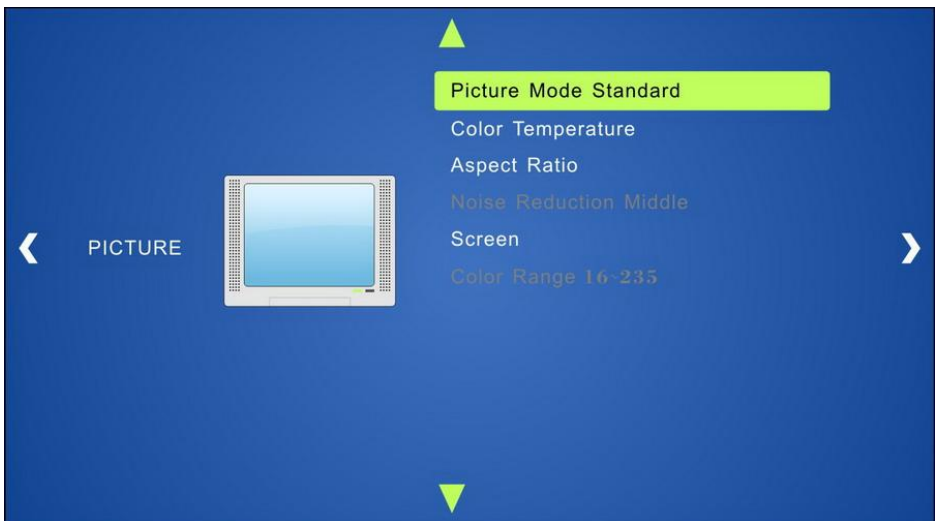 Picture Mode Standard
Color Temperature
Aspect Ratio
Noise Reduction Middle
PICTURE
Screen
Color Range 16~235